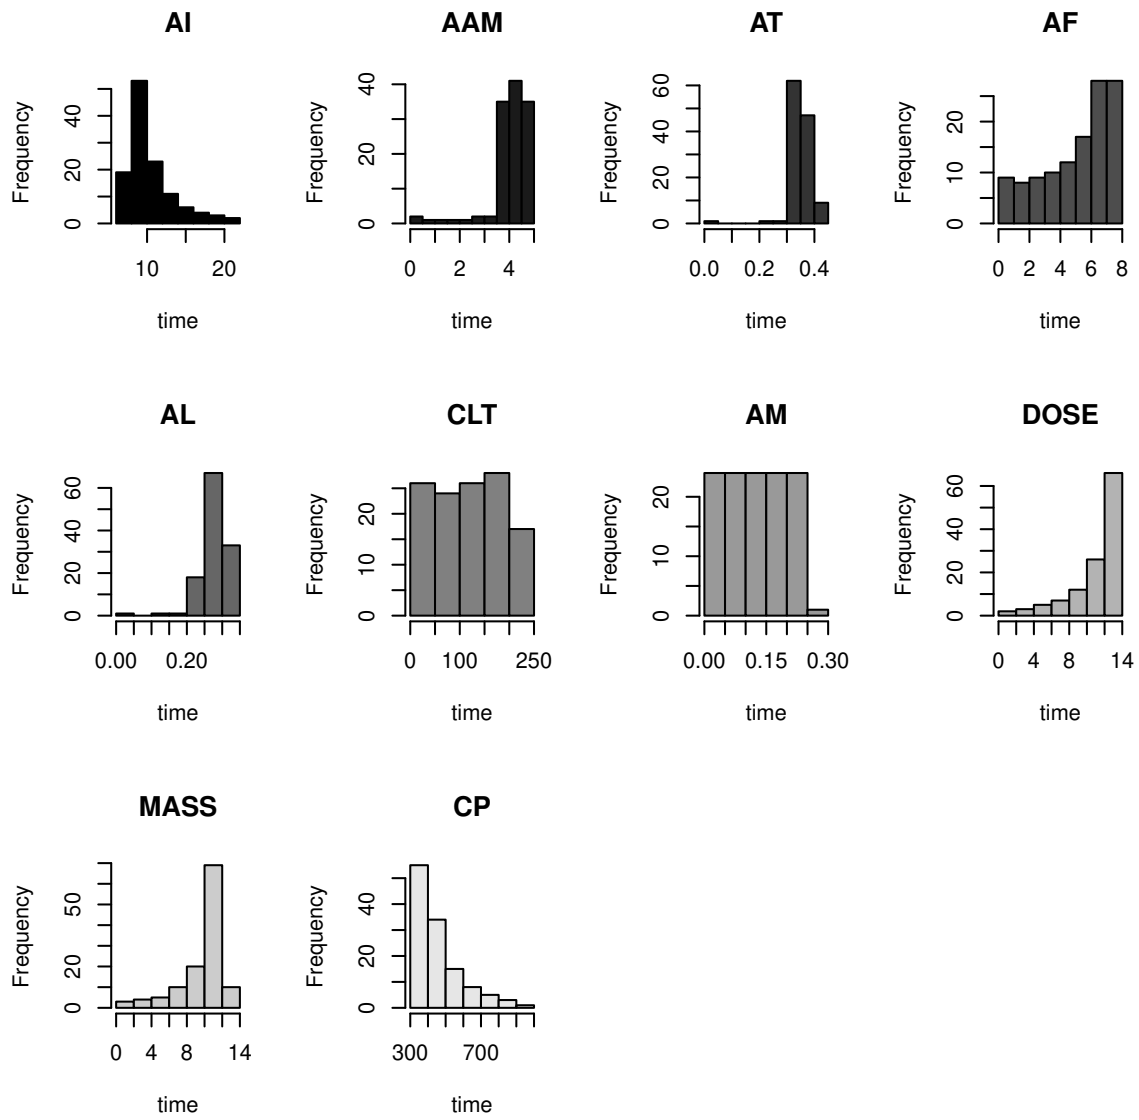 AI AAM AT AF
Frequency Frequency Frequency Frequency
0 20 40 0 20 40 0 20 40 60 0 10 20
10 20 0 2 4 0.0 0.2 0.4 0 2 4 6 8
time time time time
AL CLT AM DOSE
Frequency Frequency Frequency Frequency
0 20 40 60 0 10 20 0 10 20 0 20 40 60
0.00 0.20 0 100 250 0.00 0.15 0.30 0 4 8 14
time time time time
MASS CP
Frequency Frequency
0 20 50 0 20 40
0 4 8 14 300 700
time time